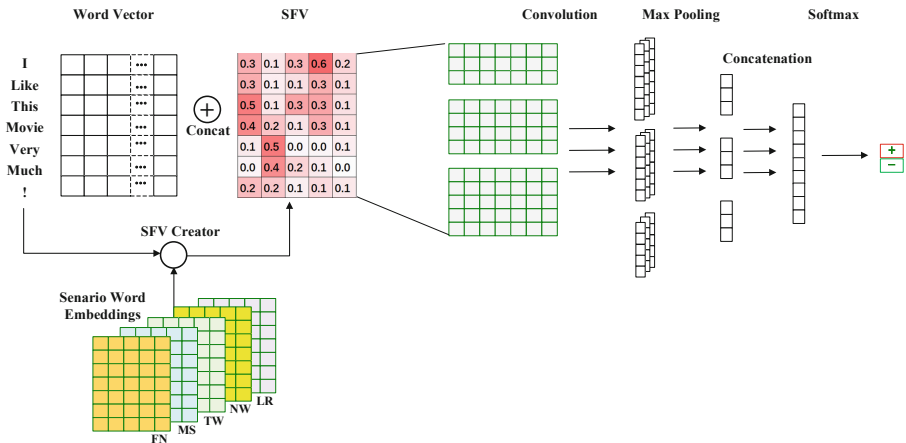 Word Vector
SFV
Convolution
Max Pooling
Softmax
I
Like
This
Movie
Very
Much
!
...
...
...
...
...
...
...
Concat
0.3 0.1 0.3 0.6 0.2
0.3 0.1 0.1 0.3 0.1
0.5 0.1 0.3 0.3 0.1
0.4 0.2 0.1 0.3 0.1
0.1 0.5 0.0 0.0 0.1
0.0 0.4 0.2 0.1 0.0
0.2 0.2 0.1 0.1 0.1
Concatenation
+
−
SFV Creator
Senario Word
Embeddings
FN
MS
TW
NW
LR